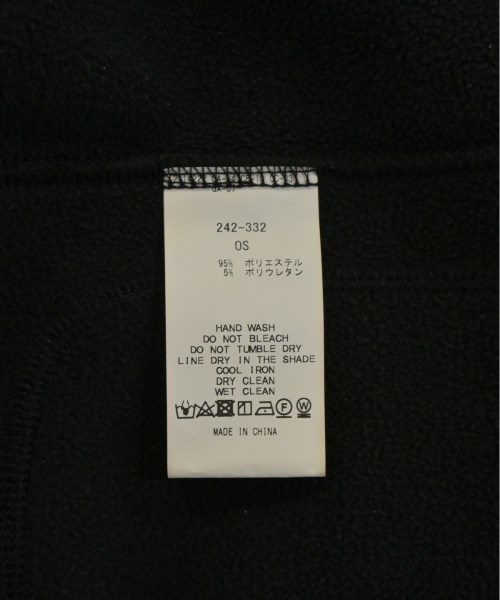 242-332
OS
95% ポリエステル
5% ポリウレタン
HAND WASH
DO NOT BLEACH
DO NOT TUMBLE DRY
LINE DRY IN THE SHADE
COOL IRON
DRY CLEAN
WET CLEAN
F W
MADE IN CHINA